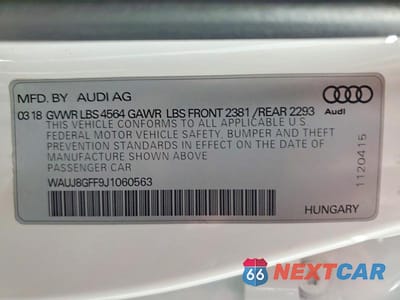 MFD. BY AUDI AG
03 18 GVWR LBS 4564 GAWR LBS FRONT 2381 /REAR 2293
THIS VEHICLE CONFORMS TO ALL APPLICABLE U.S.
FEDERAL MOTOR VEHICLE SAFETY, BUMPER AND THEFT
PREVENTION STANDARDS IN EFFECT ON THE DATE OF
MANUFACTURE SHOWN ABOVE.
PASSENGER CAR
WAUJ8GFF9J1060563
Audi
1120415
HUNGARY
66 NEXTCAR